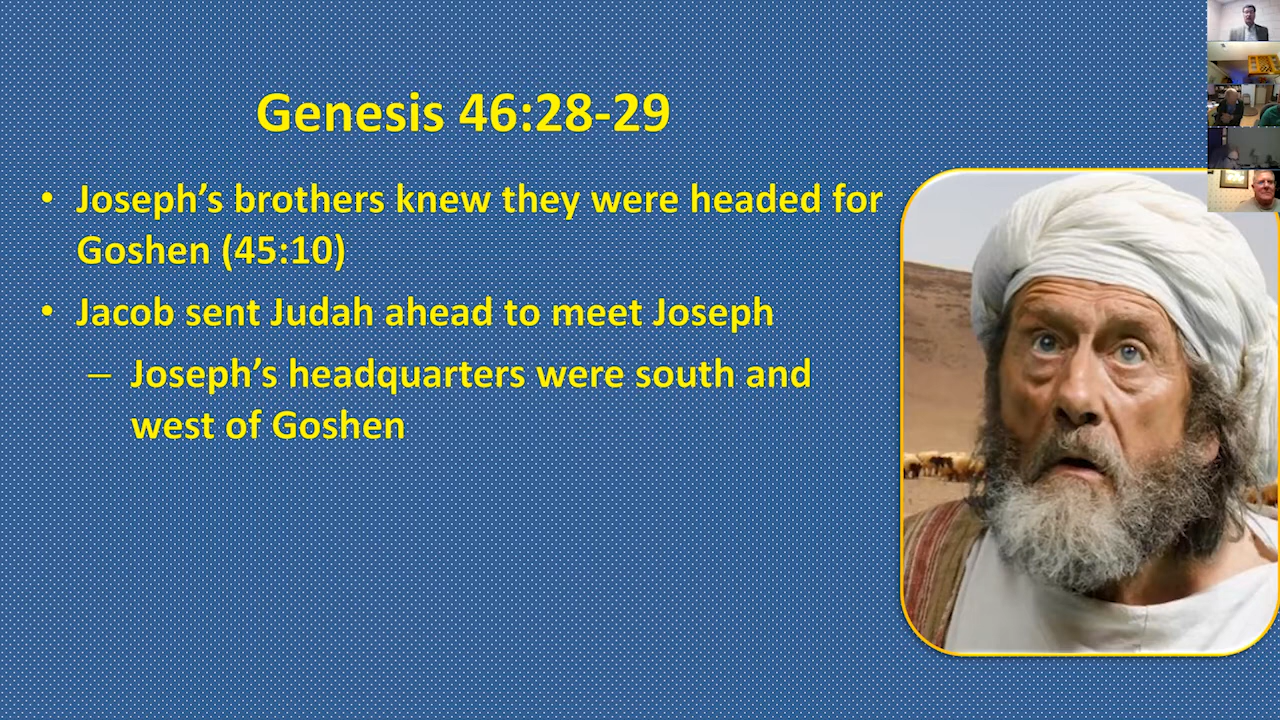 Genesis 46:28-29
• Joseph’s brothers knew they were headed for
Goshen (45:10)
• Jacob sent Judah ahead to meet Joseph
– Joseph’s headquarters were south and
west of Goshen